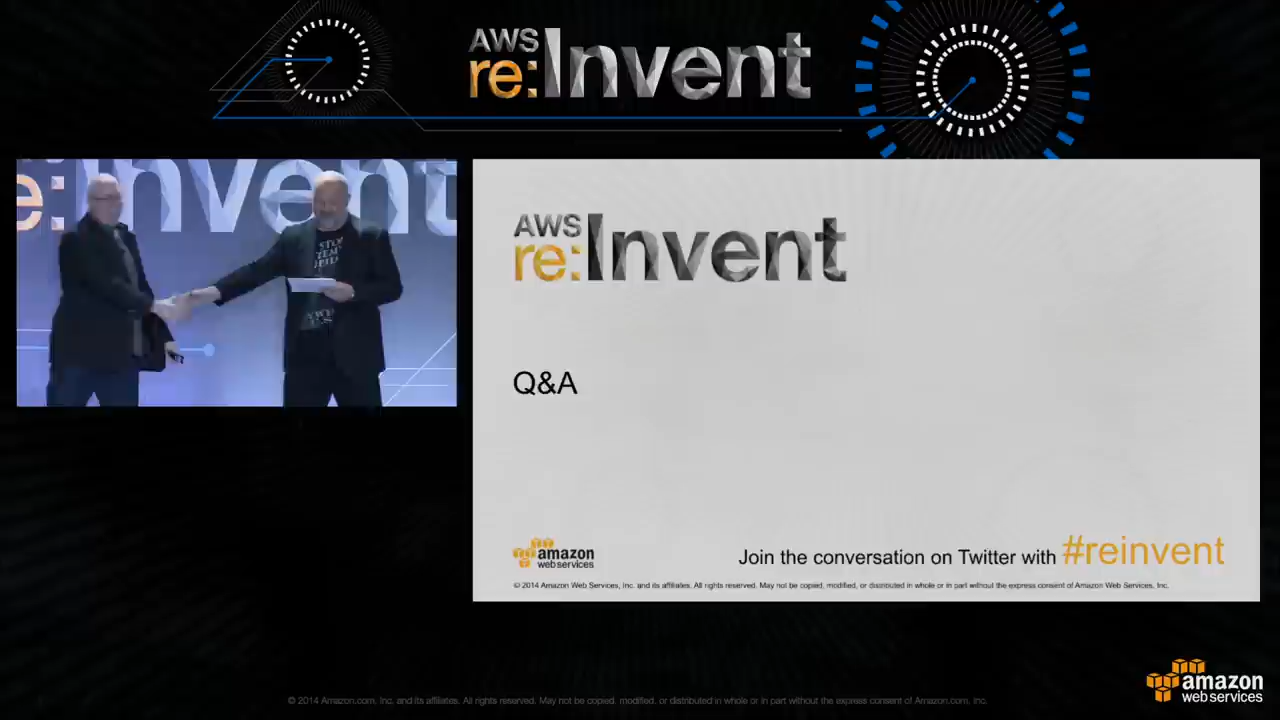 AWS
re:Invent
re:Invent
AWS
re:Invent
Q&A
amazon
web services
Join the conversation on Twitter with #reinvent
© 2014 Amazon Web Services, Inc. and its affiliates. All rights reserved. May not be copied, modified, or distributed in whole or in part without the express consent of Amazon Web Services, Inc.
amazon
web services
© 2014 Amazon.com, Inc. and its affiliates. All rights reserved. May not be copied, modified, or distributed in whole or in part without the express consent of Amazon.com, Inc.